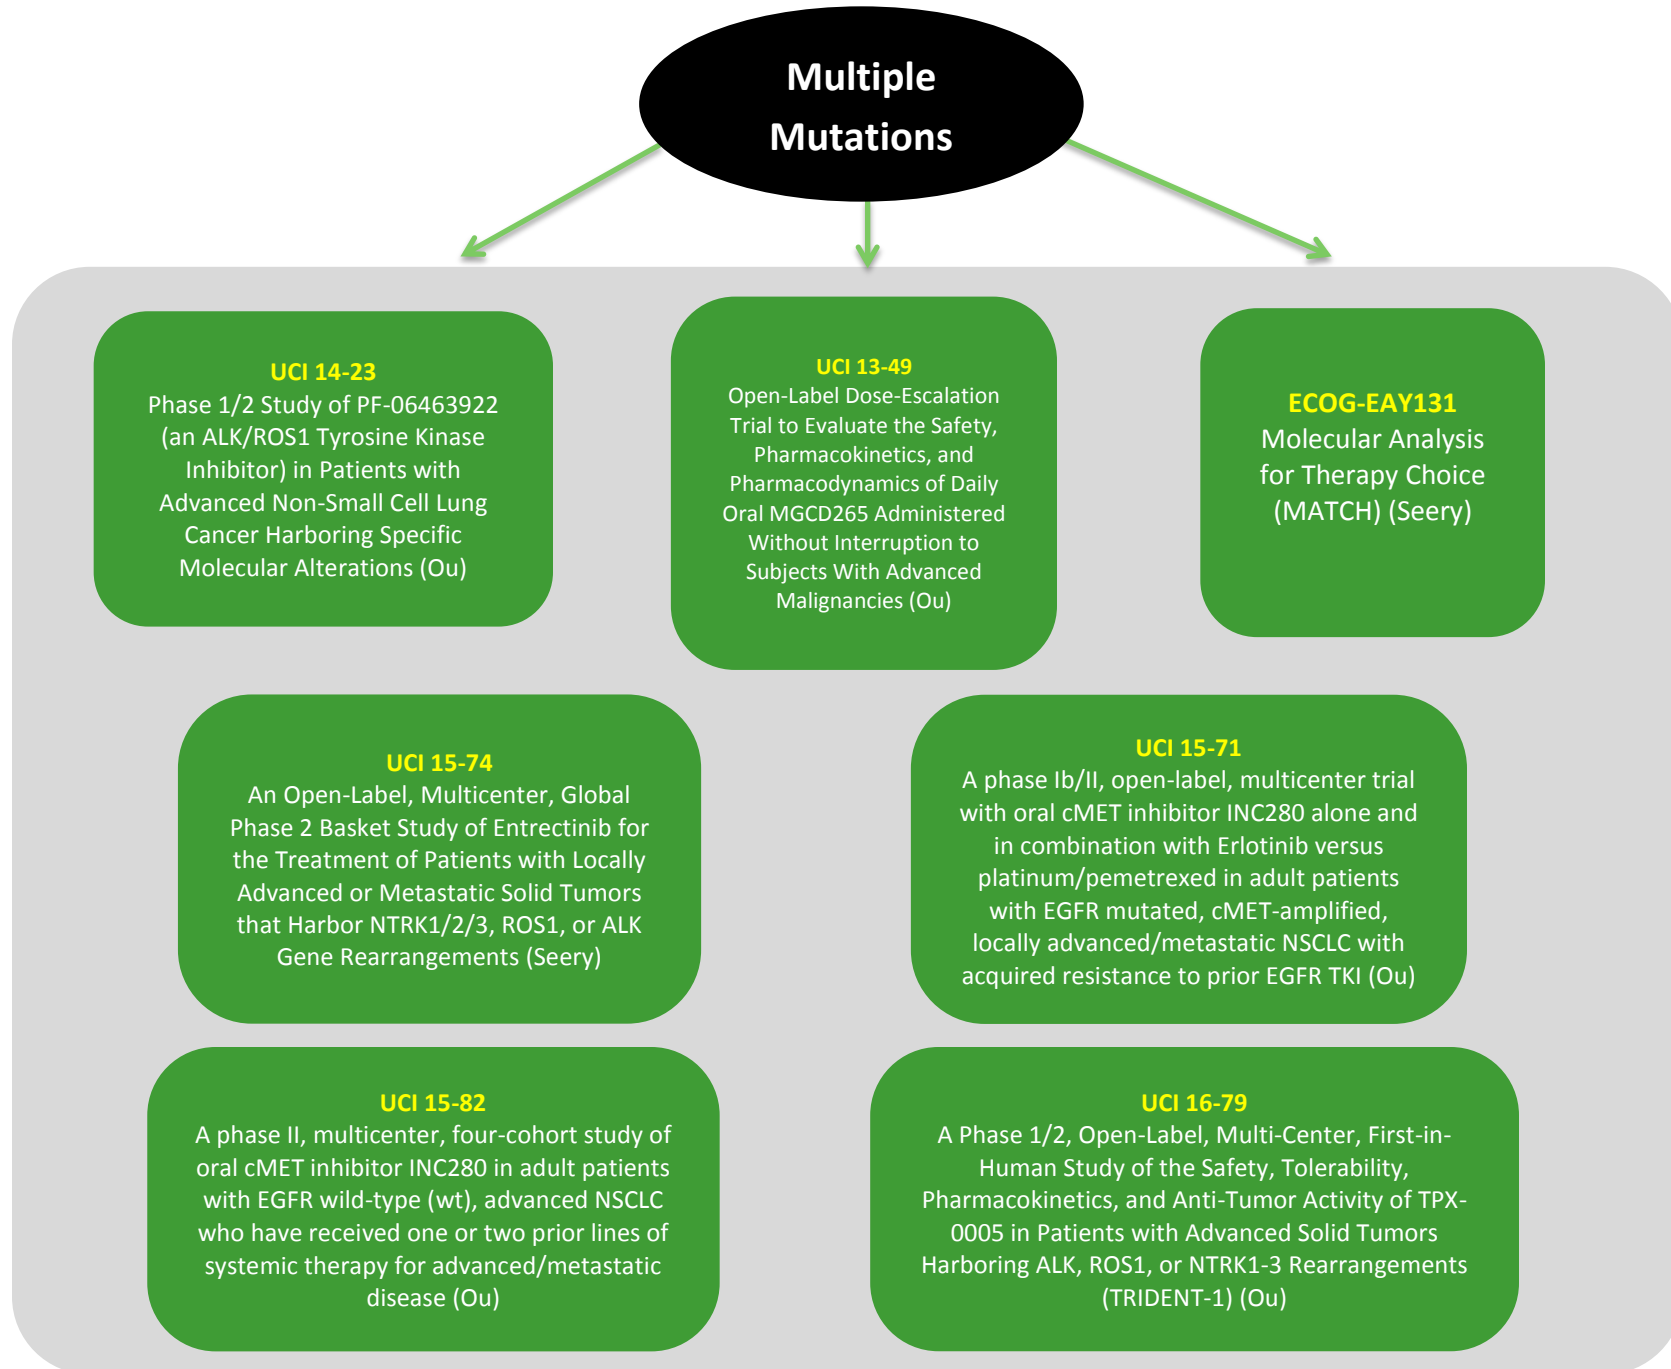 Multiple
Mutations
UCI 14-23
Phase 1/2 Study of PF-06463922
(an ALK/ROS1 Tyrosine Kinase
Inhibitor) in Patients with
Advanced Non-Small Cell Lung
Cancer Harboring Specific
Molecular Alterations (Ou)
UCI 13-49
Open-Label Dose-Escalation
Trial to Evaluate the Safety,
Pharmacokinetics, and
Pharmacodynamics of Daily
Oral MGCD265 Administered
Without Interruption to
Subjects With Advanced
Malignancies (Ou)
ECOG-EAY131
Molecular Analysis
for Therapy Choice
(MATCH) (Seery)
UCI 15-74
An Open-Label, Multicenter, Global
Phase 2 Basket Study of Entrectinib for
the Treatment of Patients with Locally
Advanced or Metastatic Solid Tumors
that Harbor NTRK1/2/3, ROS1, or ALK
Gene Rearrangements (Seery)
UCI 15-71
A phase Ib/II, open-label, multicenter trial
with oral cMET inhibitor INC280 alone and
in combination with Erlotinib versus
platinum/pemetrexed in adult patients
with EGFR mutated, cMET-amplified,
locally advanced/metastatic NSCLC with
acquired resistance to prior EGFR TKI (Ou)
UCI 15-82
A phase II, multicenter, four-cohort study of
oral cMET inhibitor INC280 in adult patients
with EGFR wild-type (wt), advanced NSCLC
who have received one or two prior lines of
systemic therapy for advanced/metastatic
disease (Ou)
UCI 16-79
A Phase 1/2, Open-Label, Multi-Center, First-in-
Human Study of the Safety, Tolerability,
Pharmacokinetics, and Anti-Tumor Activity of TPX-
0005 in Patients with Advanced Solid Tumors
Harboring ALK, ROS1, or NTRK1-3 Rearrangements
(TRIDENT-1) (Ou)